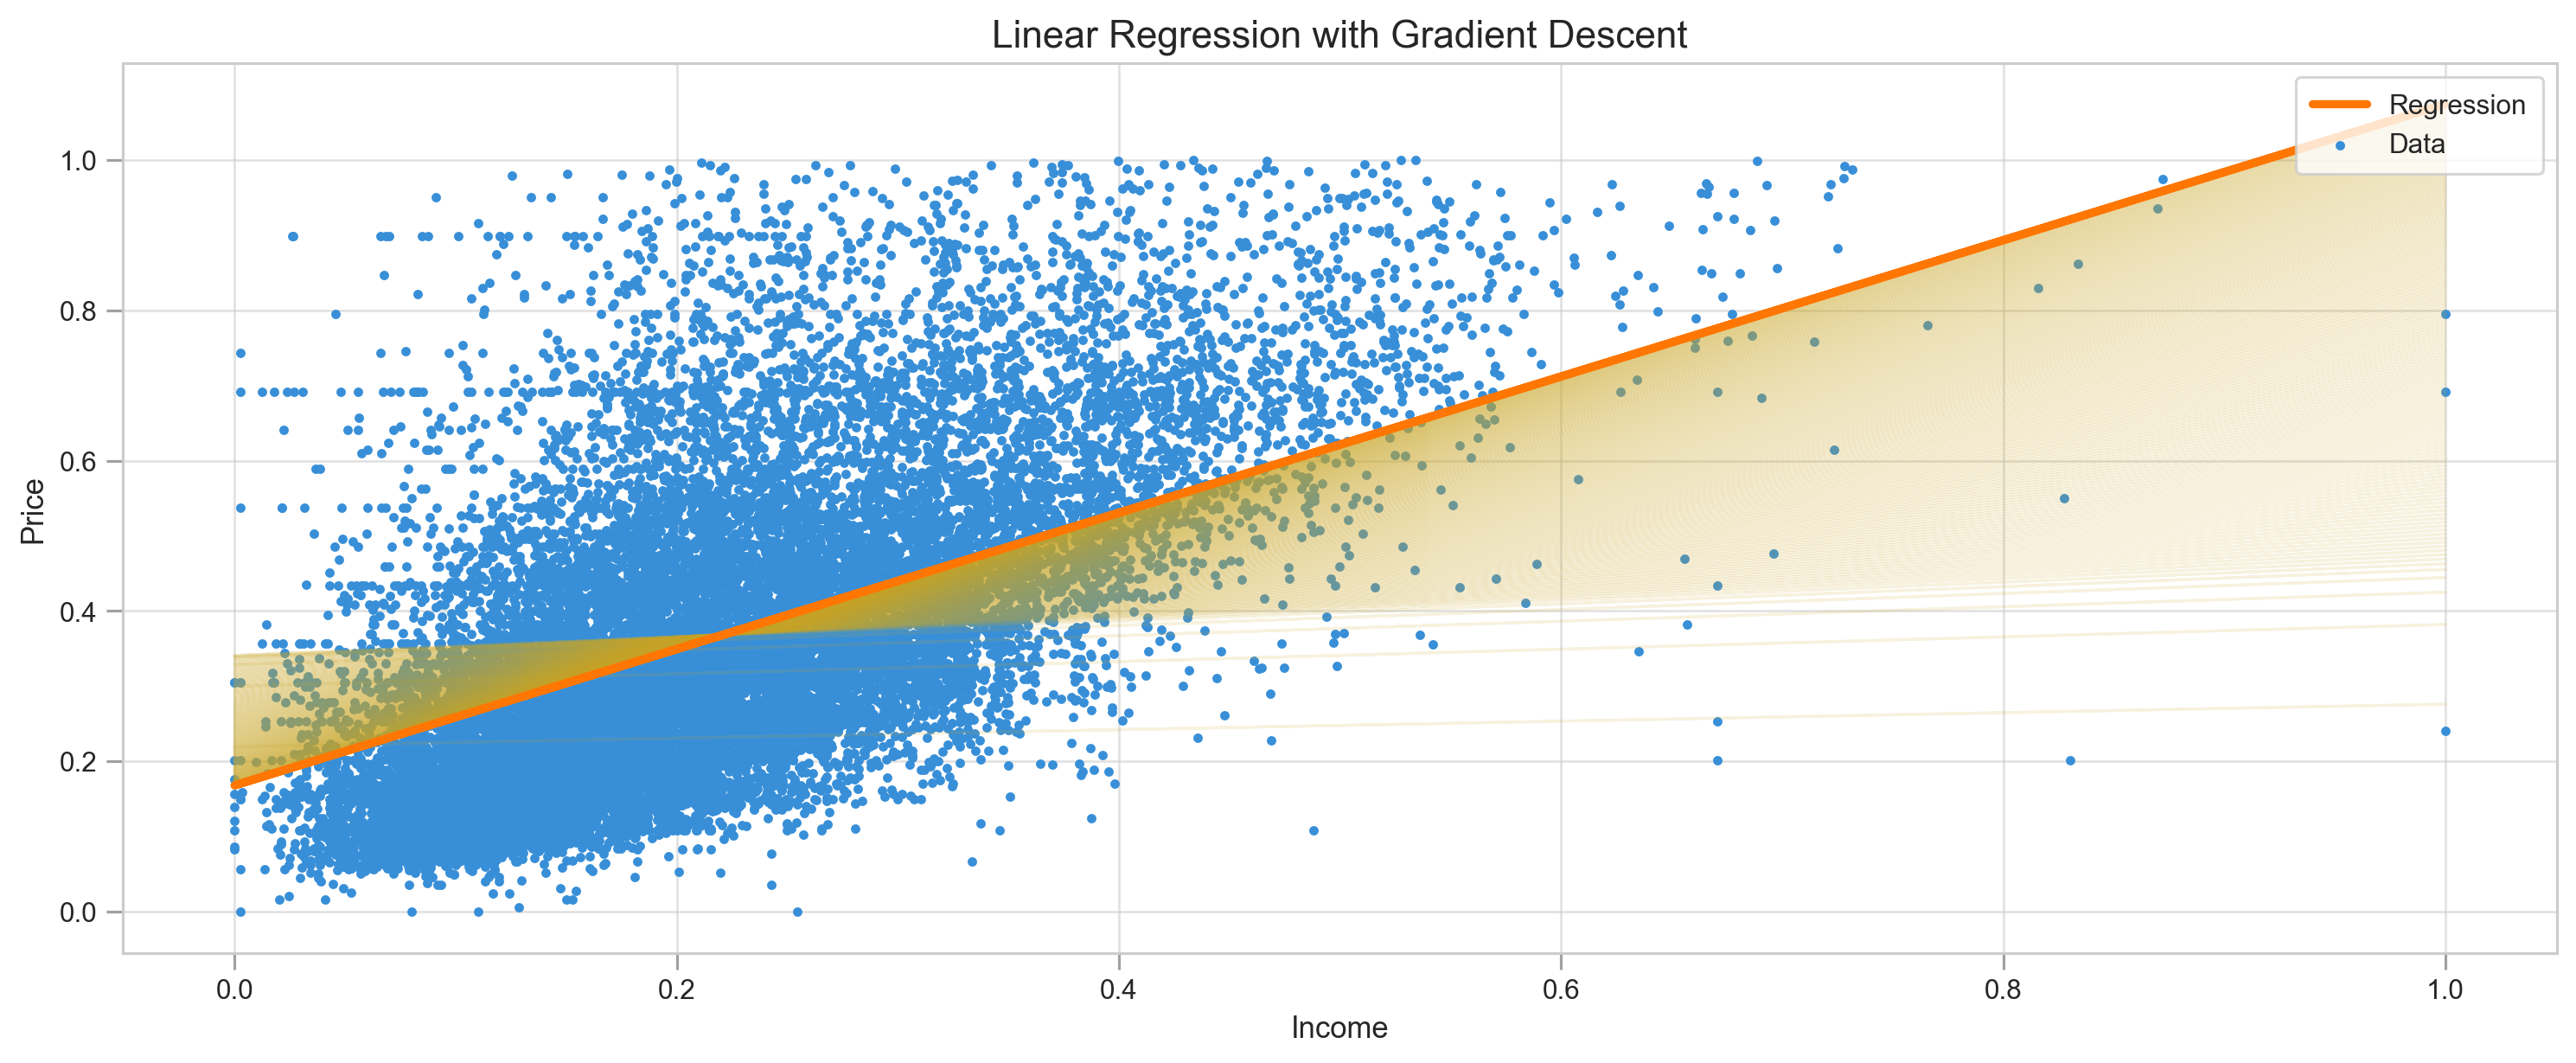 Linear Regression with Gradient Descent
Regression
Data
1.0
0.8
0.6
0.4
0.2
0.0
Price
0.0 0.2 0.4 0.6 0.8 1.0
Income